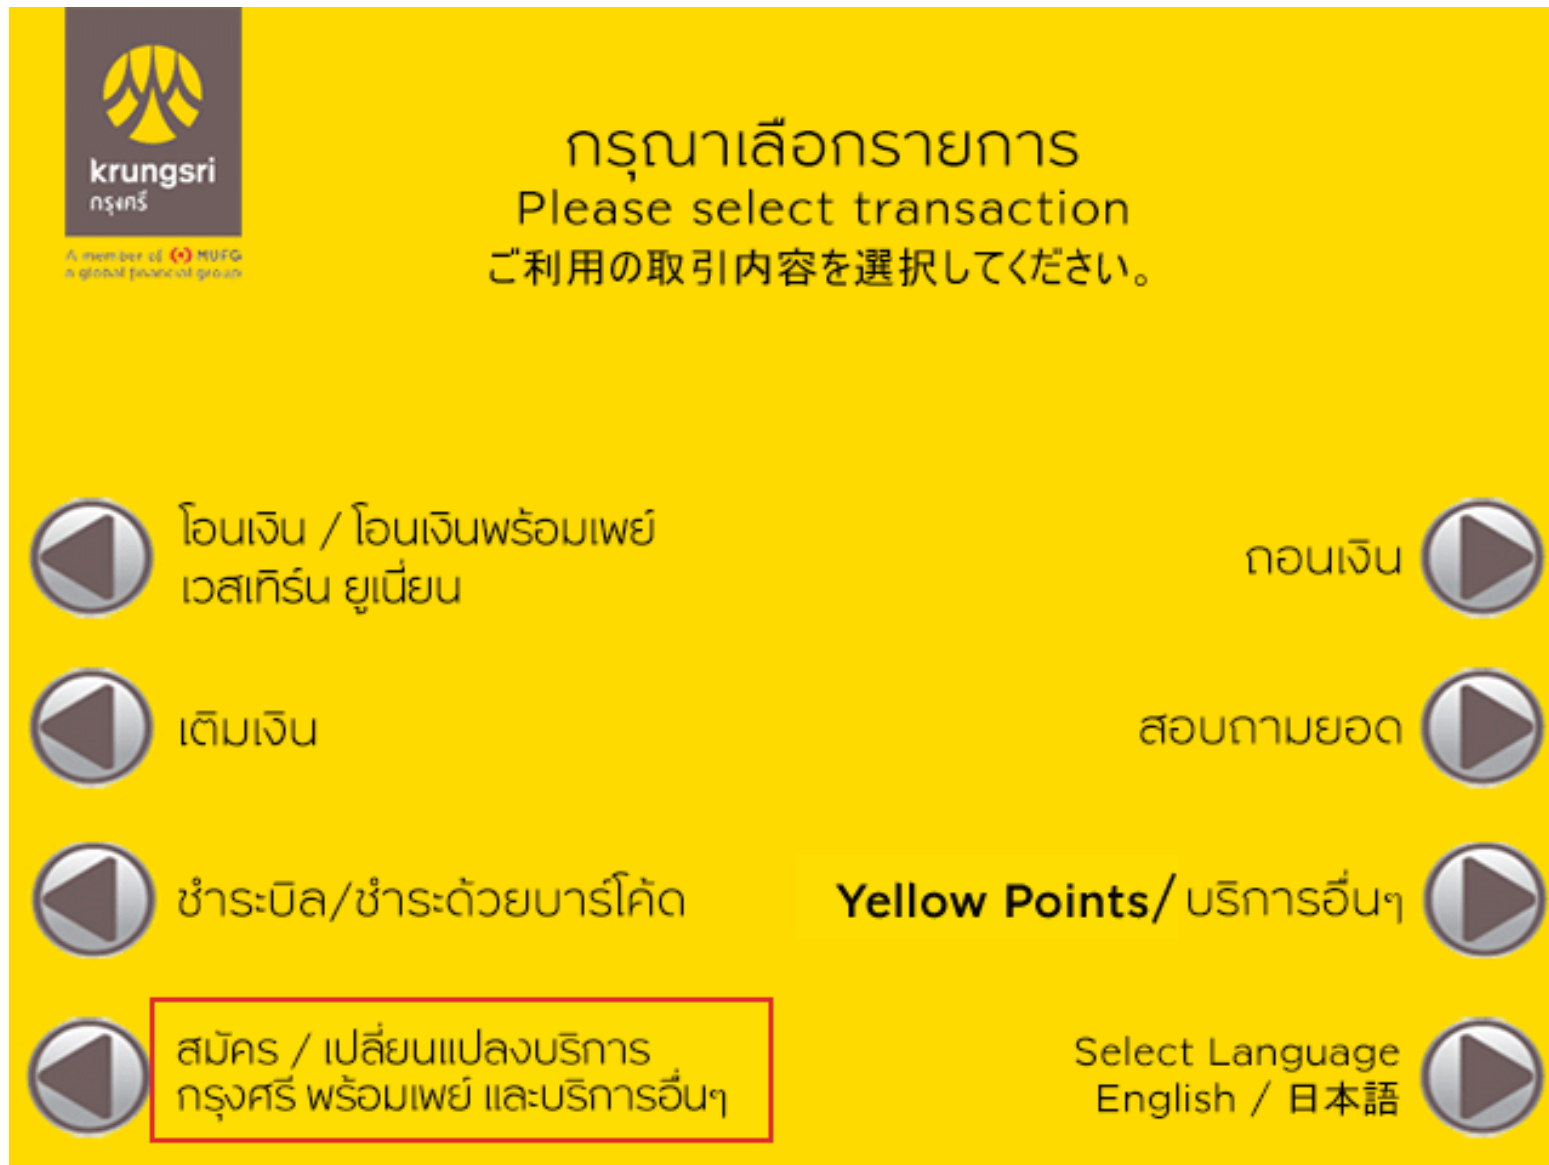 krungsri
กรุงศรี
A member of MUFG
a global financial group
กรุณาเลือกรายการ
Please select transaction
ご利用の取引内容を選択してください。
โอนเงิน / โอนเงินพร้อมเพย์
เวสเทิร์น ยูเนี่ยน
ถอนเงิน
เติมเงิน
สอบถามยอด
ชำระบิล/ชำระด้วยบาร์โค้ด
Yellow Points/ บริการอื่นๆ
สมัคร / เปลี่ยนแปลงบริการ
กรุงศรี พร้อมเพย์ และบริการอื่นๆ
Select Language
English / 日本語